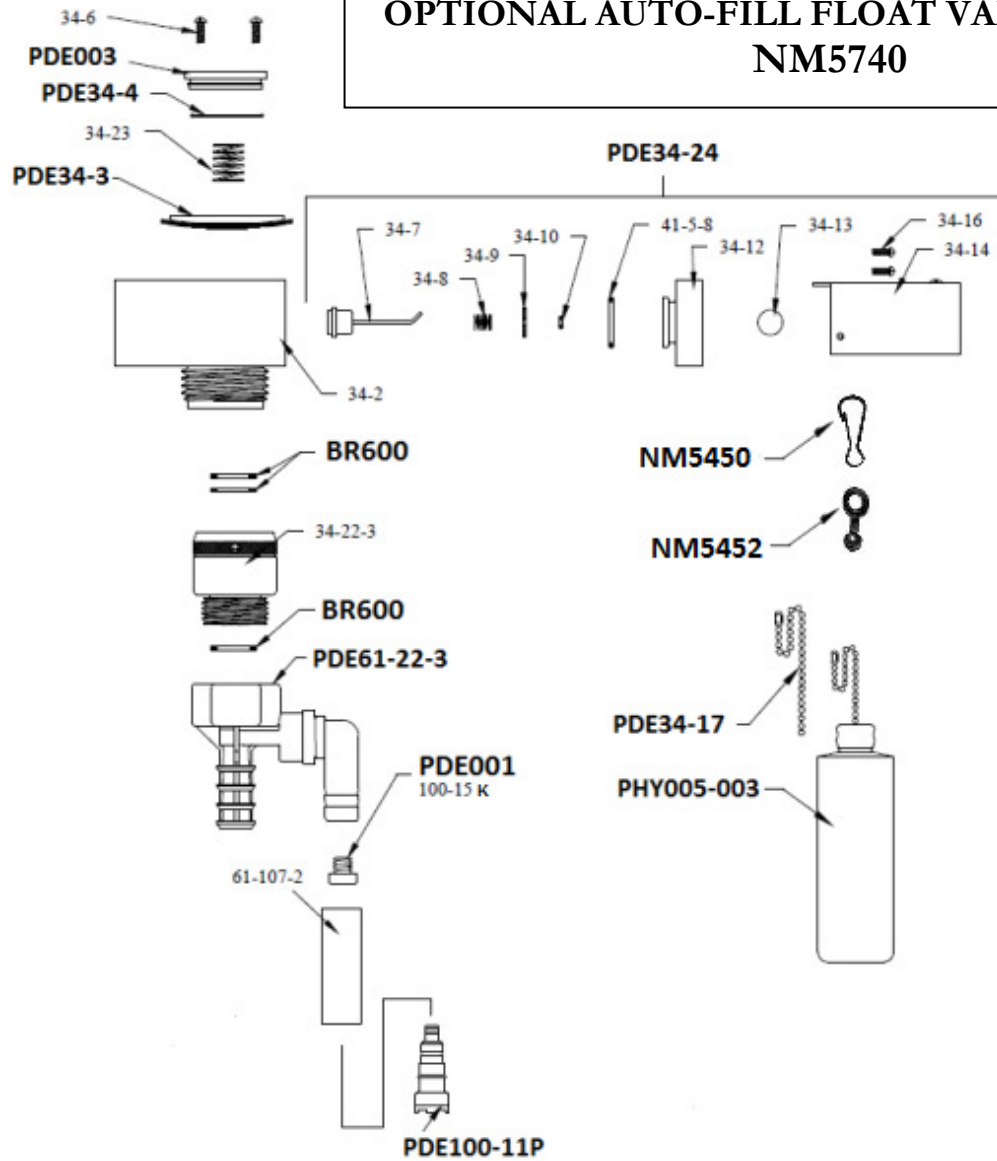 OPTIONAL AUTO-FILL FLOAT
NM5740
34-6
PDE003
PDE34-4
34-23
PDE34-3
PDE34-24
34-7
34-8
34-9
34-10
41-5-8
34-12
34-13
34-16
34-14
34-2
BR600
34-22-3
BR600
PDE61-22-3
PDE001
100-15 K
61-107-2
PDE100-11P
NM5450
NM5452
PDE34-17
PHY005-003